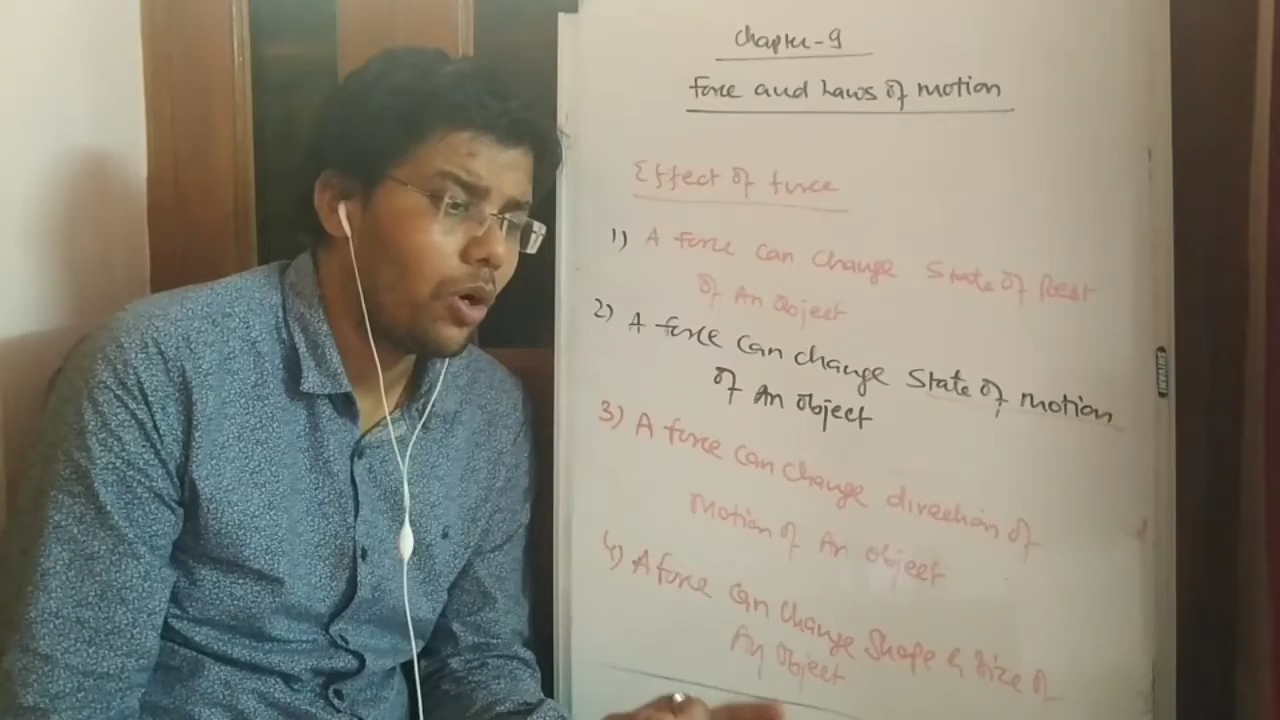 Chapter-9
Force and Laws of Motion
Effect of force
1) A force can change State of Rest
of An object
2) A force can change State of motion
of An object
3) A force can change direction of
Motion of An object
4) A force can change Shape & Size of
An object
SHIVANI